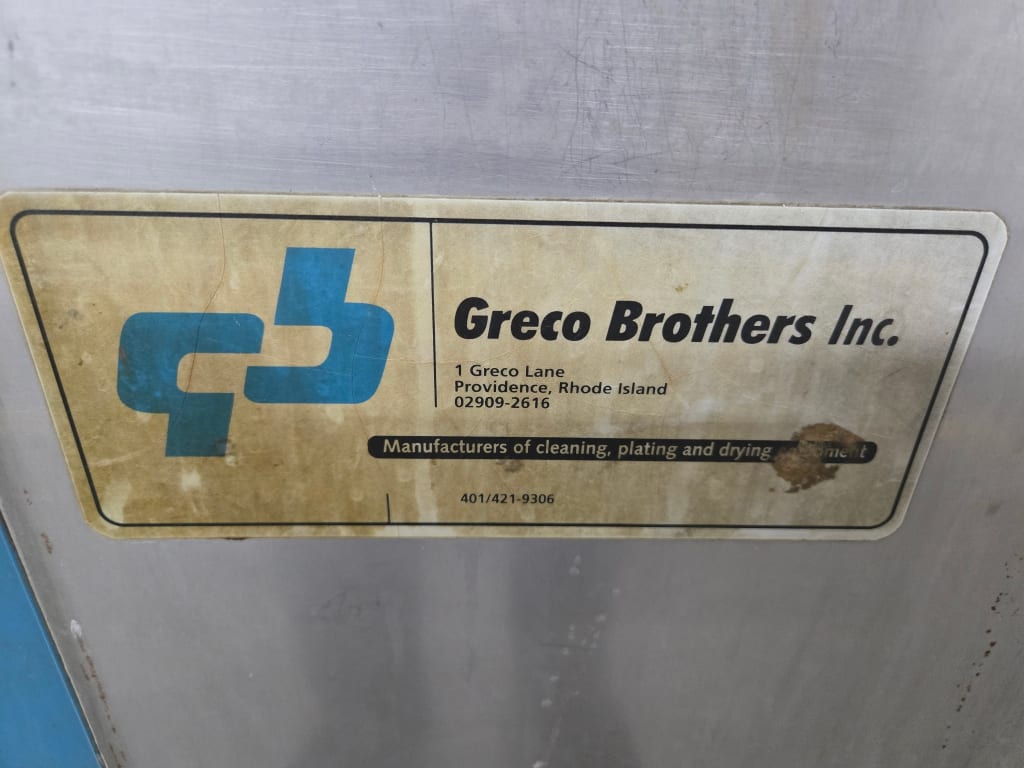 gb
Greco Brothers Inc.
1 Greco Lane
Providence, Rhode Island
02909-2616
Manufacturers of cleaning, plating and drying
401/421-9306